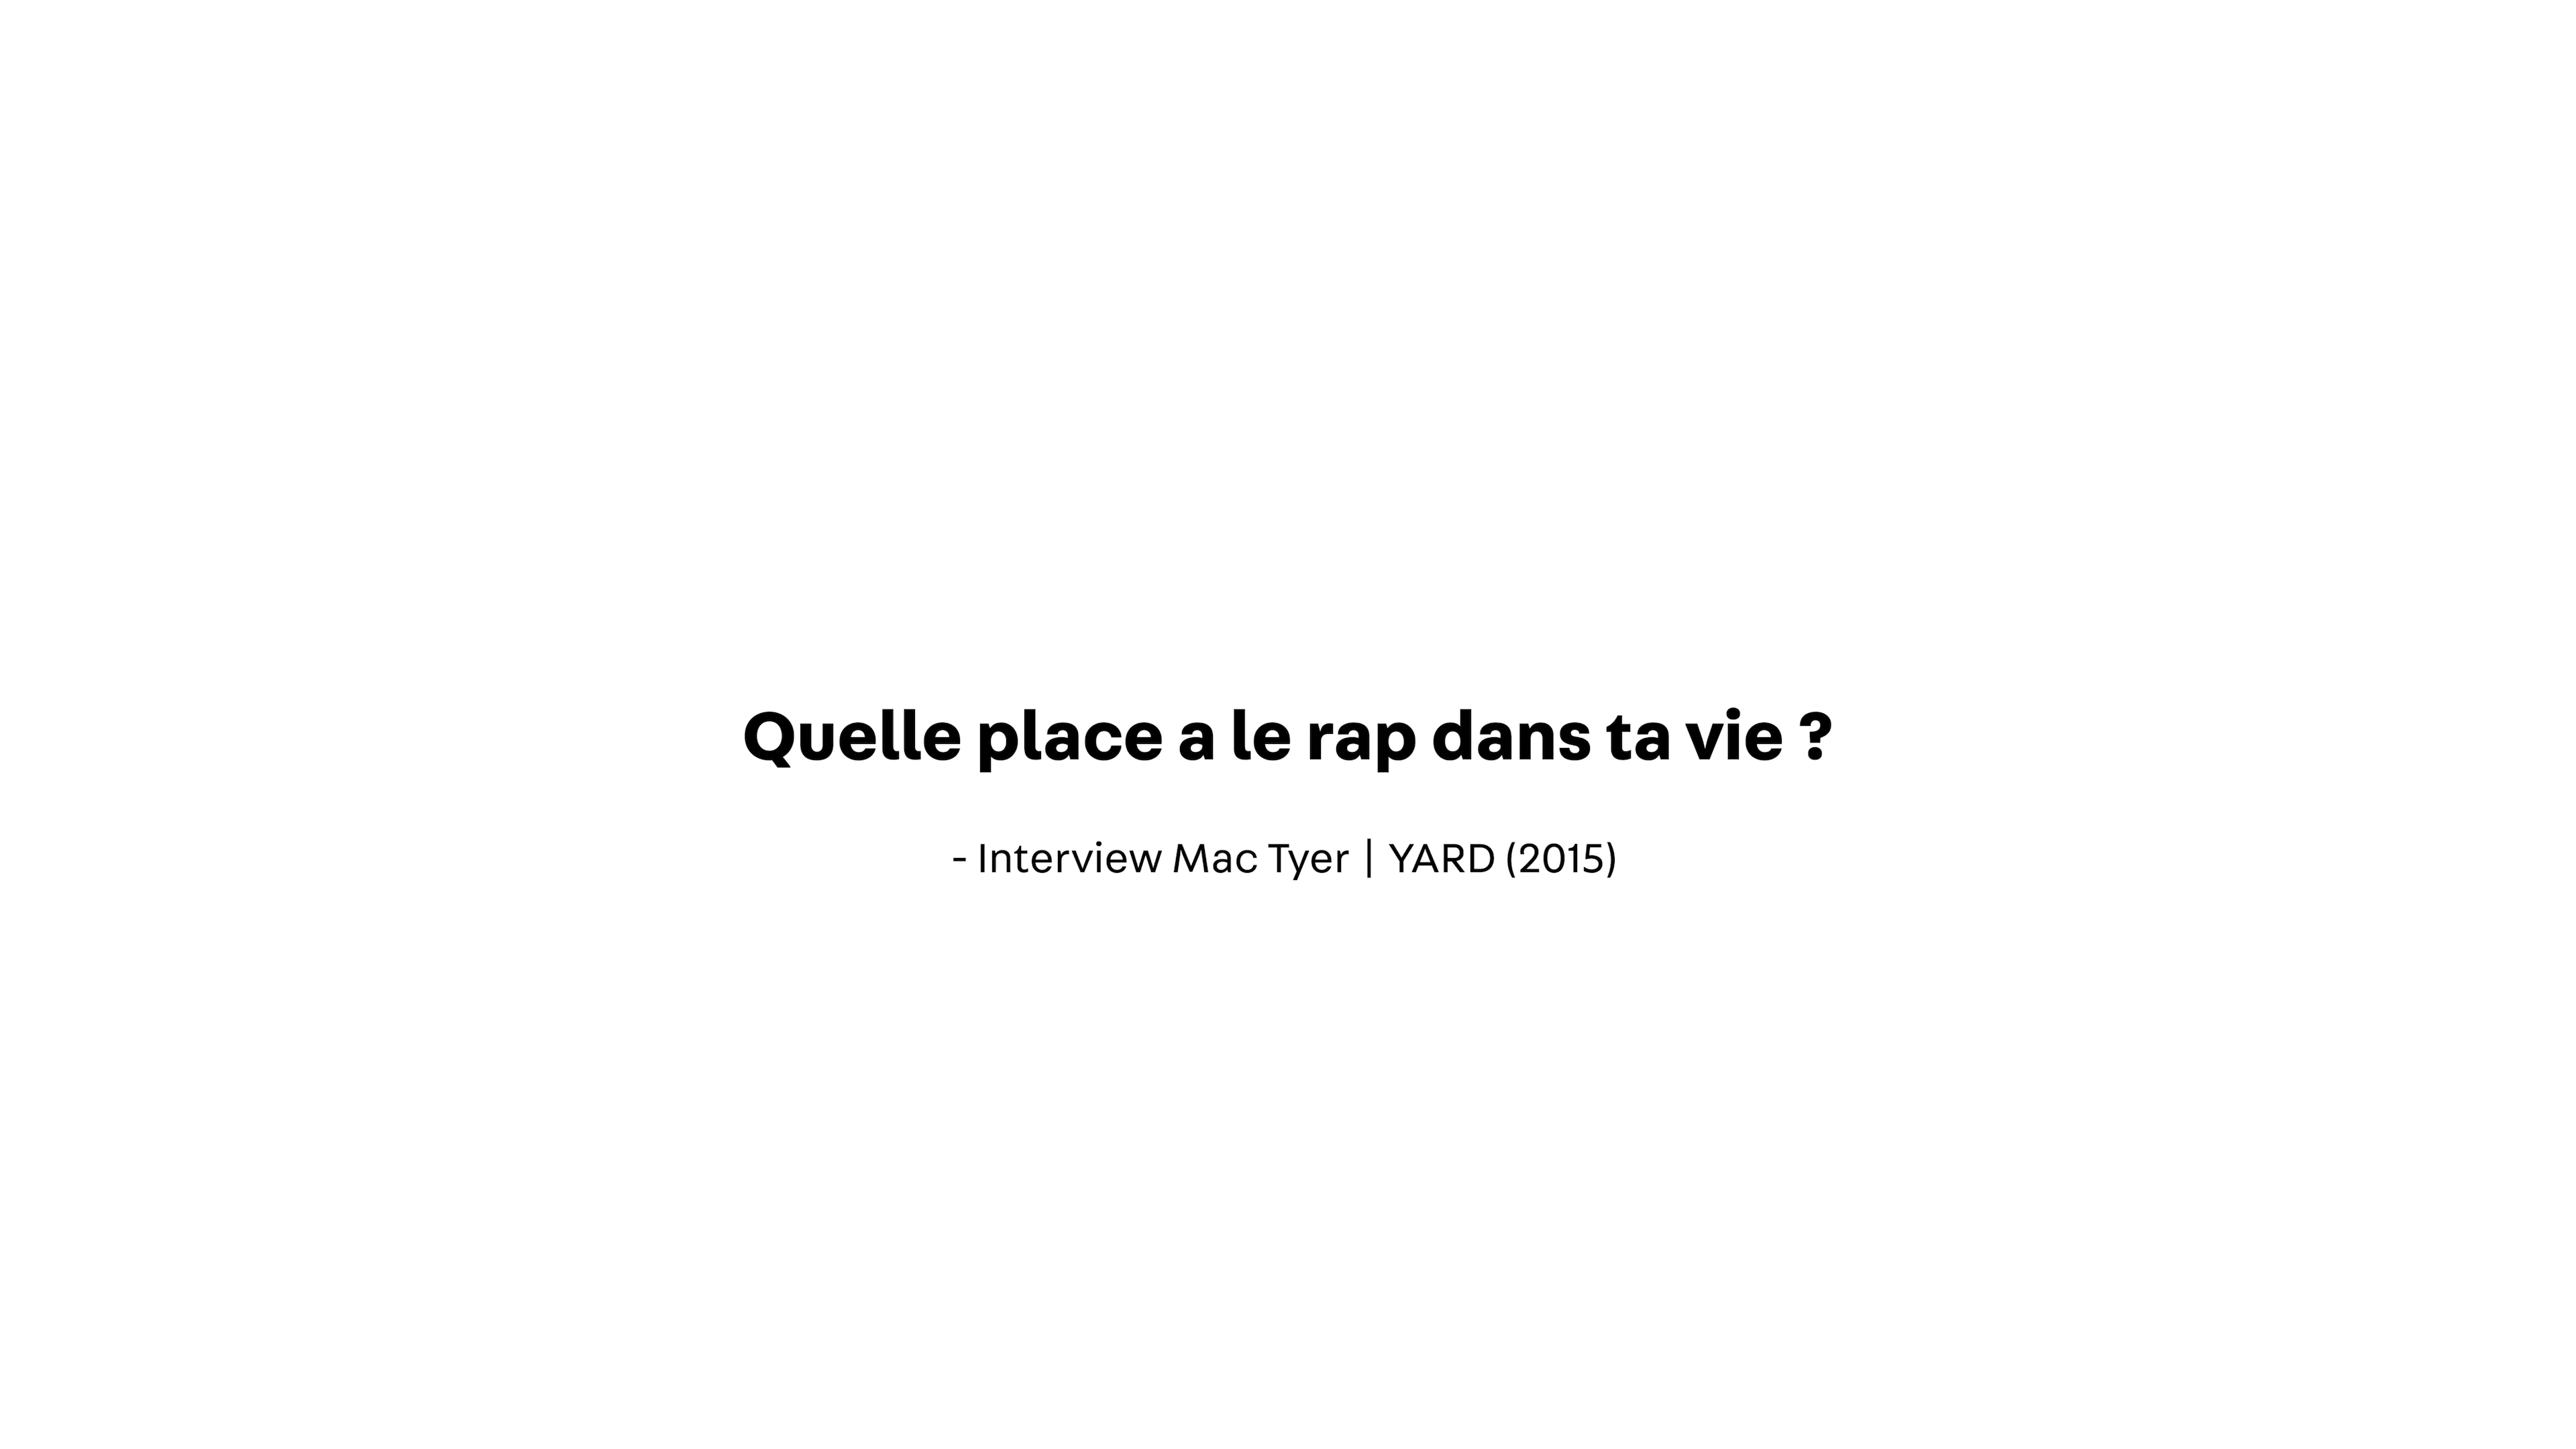 Quelle place a le rap dans ta vie ?
- Interview Mac Tyer | YARD (2015)